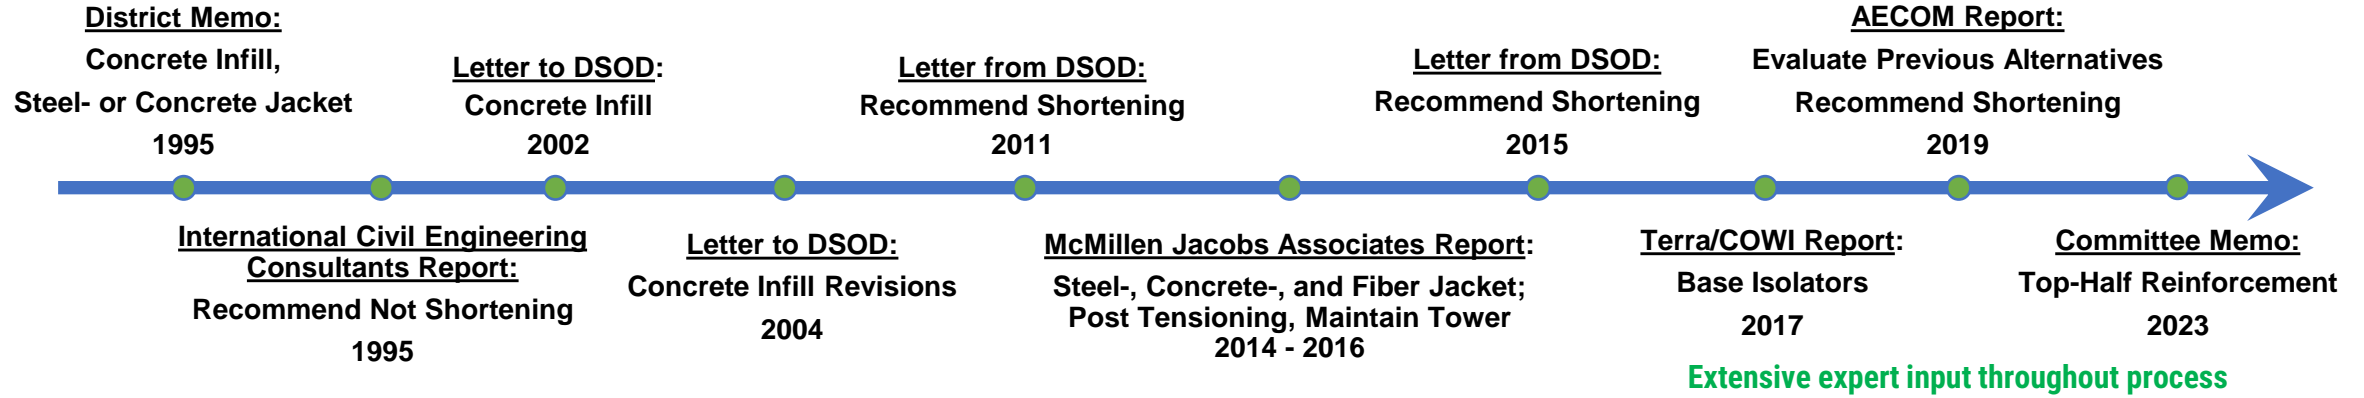 District Memo:
Concrete Infill,
Steel- or Concrete Jacket
1995
International Civil Engineering
Consultants Report:
Recommend Not Shortening
1995
Letter to DSOD:
Concrete Infill
2002
Letter to DSOD:
Concrete Infill Revisions
2004
Letter from DSOD:
Recommend Shortening
2011
McMillen Jacobs Associates Report:
Steel-, Concrete-, and Fiber Jacket;
Post Tensioning, Maintain Tower
2014 - 2016
Letter from DSOD:
Recommend Shortening
2015
Terra/COWI Report:
Base Isolators
2017
AECOM Report:
Evaluate Previous Alternatives
Recommend Shortening
2019
Committee Memo:
Top-Half Reinforcement
2023
Extensive expert input throughout process